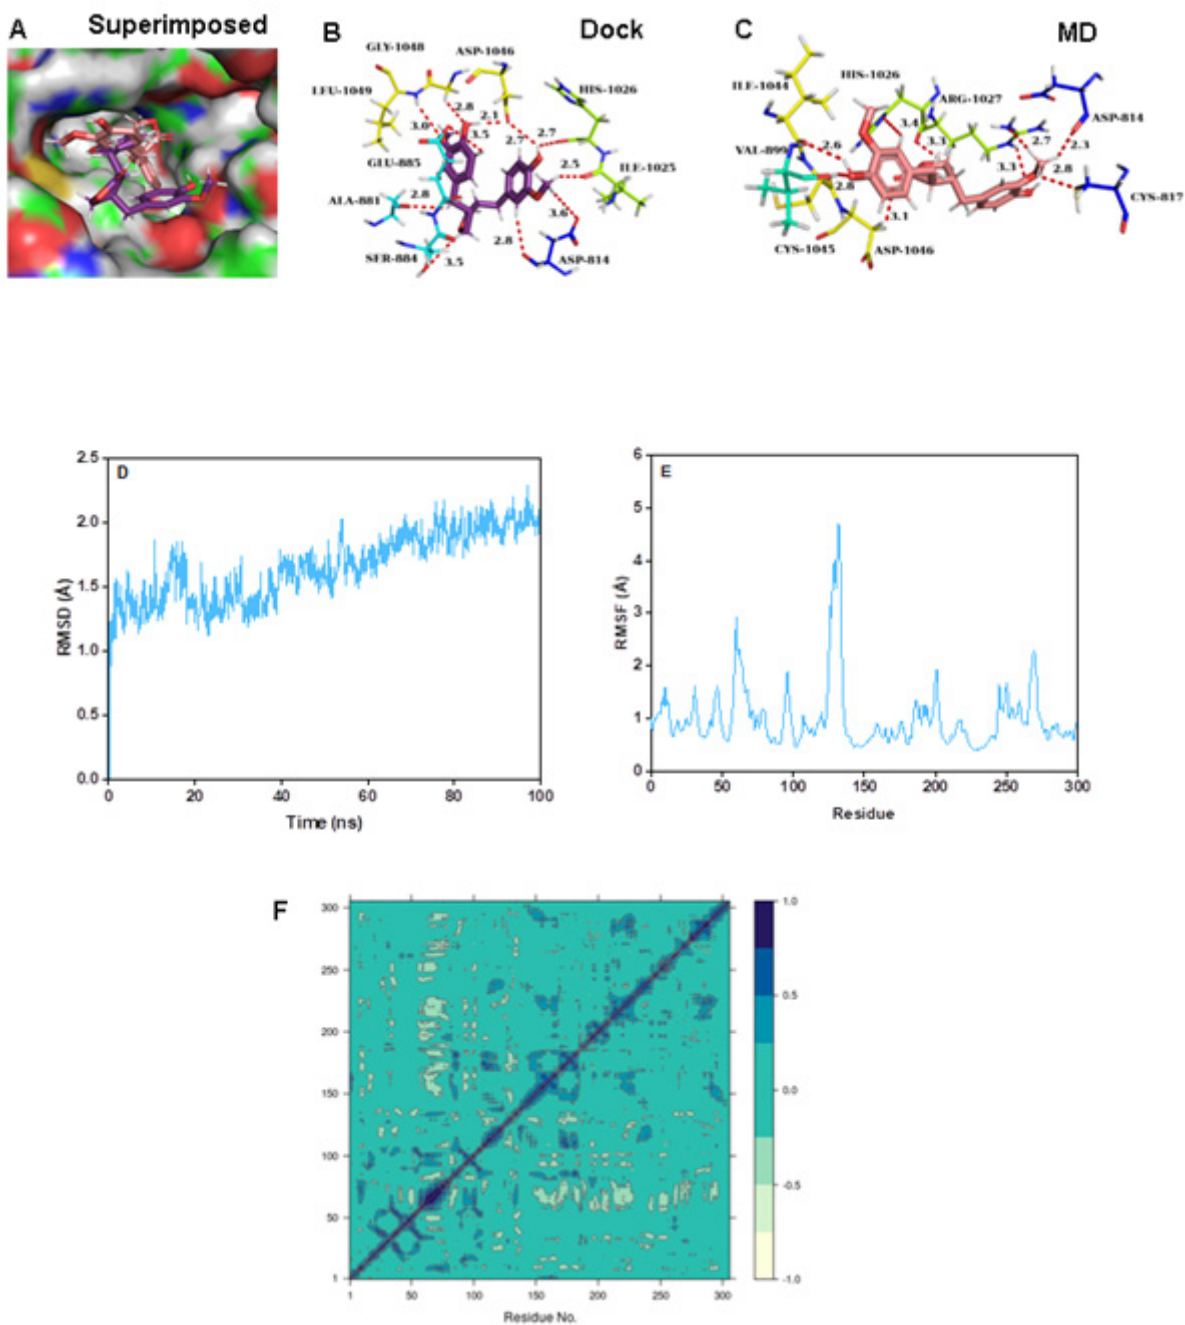 A Superimposed
B Dock
C MD
GLY-1048 ASP-1046
LEU-1049 HIS-1026
2.8
2.1
3.0 3.5 2.7 2.7
GLU-885 2.5 ILE-1025
ALA-881 2.8
3.6
2.8
SER-884 3.5 ASP-814
HIS-1026
ILE-1044 ARG-1027
ASP-814
3.4
VAL-899 2.6 3.3 2.7 2.3
3.3 2.8
2.8 CYS-817
3.1
CYS-1045 ASP-1046
D
RMSD (Å)
2.5
2.0
1.5
1.0
0.5
0.0
0 20 40 60 80 100
Time (ns)
E
RMSF (Å)
6
5
4
3
2
1
0
0 50 100 150 200 250 300
Residue
F
300
250
200
150
100
50
1
1 50 100 150 200 250 300
Residue No.
1.0
0.5
0.0
-0.5
-1.0